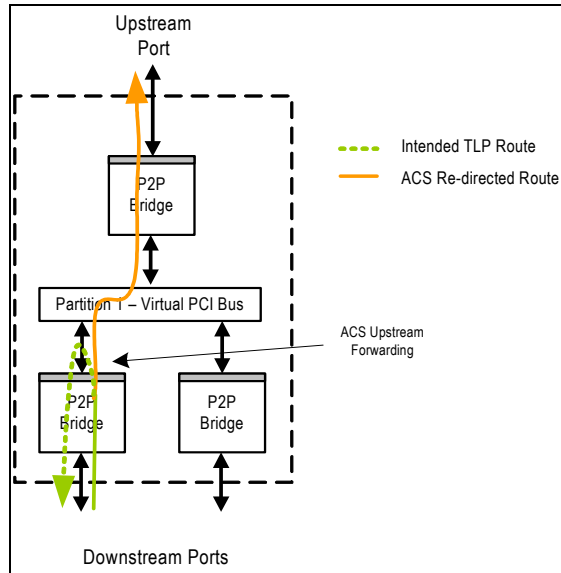 Upstream
Port
Intended TLP Route
ACS Re-directed Route
P2P
Bridge
Partition 1 – Virtual PCI Bus
ACS Upstream
Forwarding
P2P
Bridge
P2P
Bridge
Downstream Ports